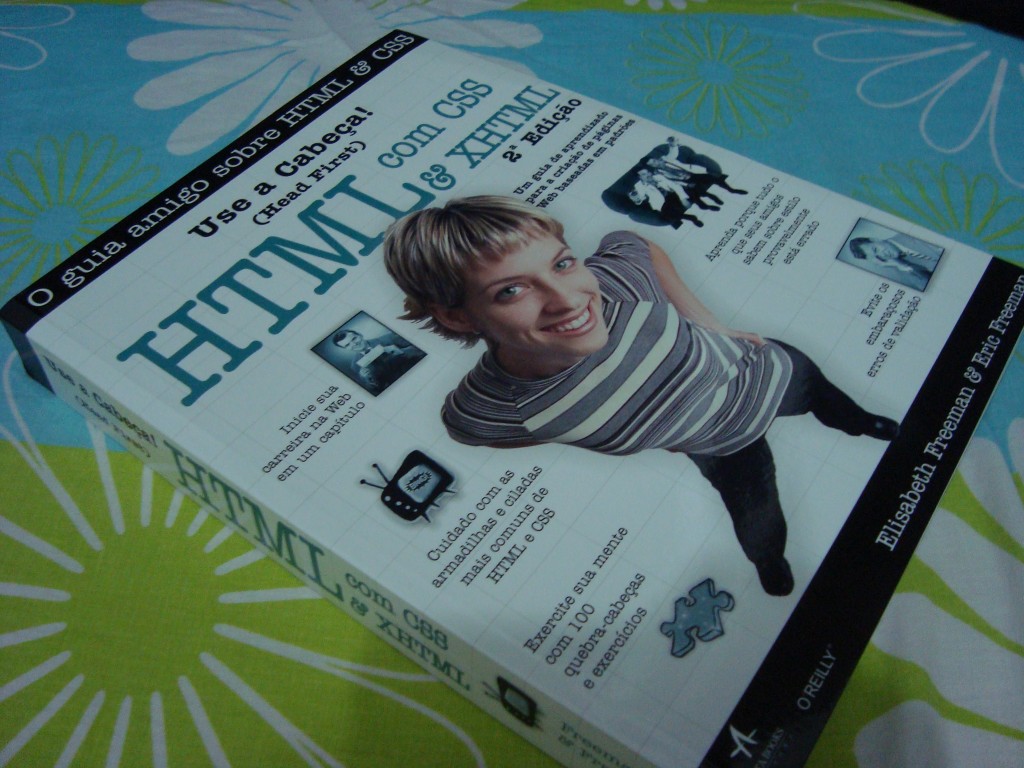 O guia amigo sobre HTML & CSS
Use a Cabeça!
(Head First)
HTML com CSS
& XHTML
2ª Edição
Um guia de aprendizado
para a criação de páginas
Web baseadas em padrões
Aprenda porque tudo o
que seus amigos
sabem sobre estilo
provavelmente
está errado
Evite os
embaraçosos
erros de validação
Inicie sua
carreira na Web
em um capítulo
Cuidado com as
armadilhas e ciladas
mais comuns de
HTML e CSS
Exercite sua mente
com 100
quebra-cabeças
e exercícios
Elisabeth Freeman & Eric Freeman
O'REILLY
Use a Cabeça!
(Head First)
HTML com CSS
& XHTML
Freeman